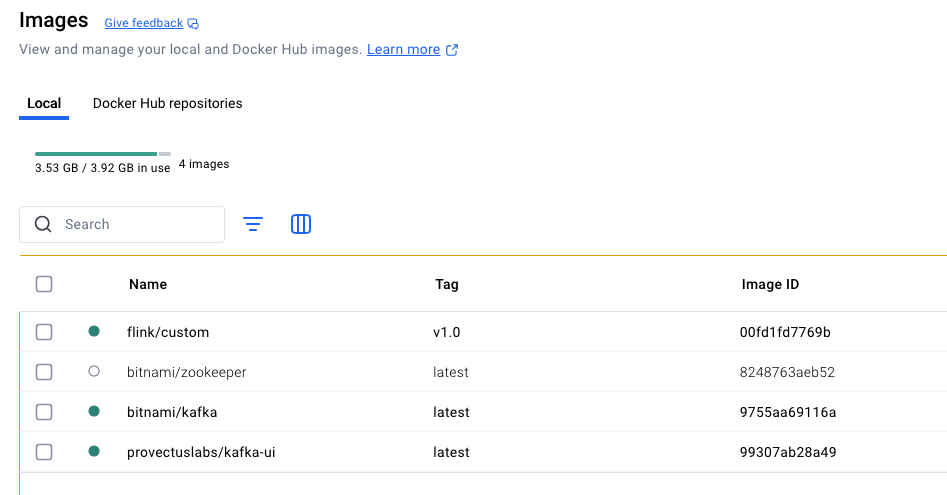 Images Give feedback
View and manage your local and Docker Hub images. Learn more
Local Docker Hub repositories
3.53 GB / 3.92 GB in use 4 images
Search
Name Tag Image ID
flink/custom v1.0 00fd1fd7769b
bitnami/zookeeper latest 8248763aeb52
bitnami/kafka latest 9755aa69116a
provectuslabs/kafka-ui latest 99307ab28a49